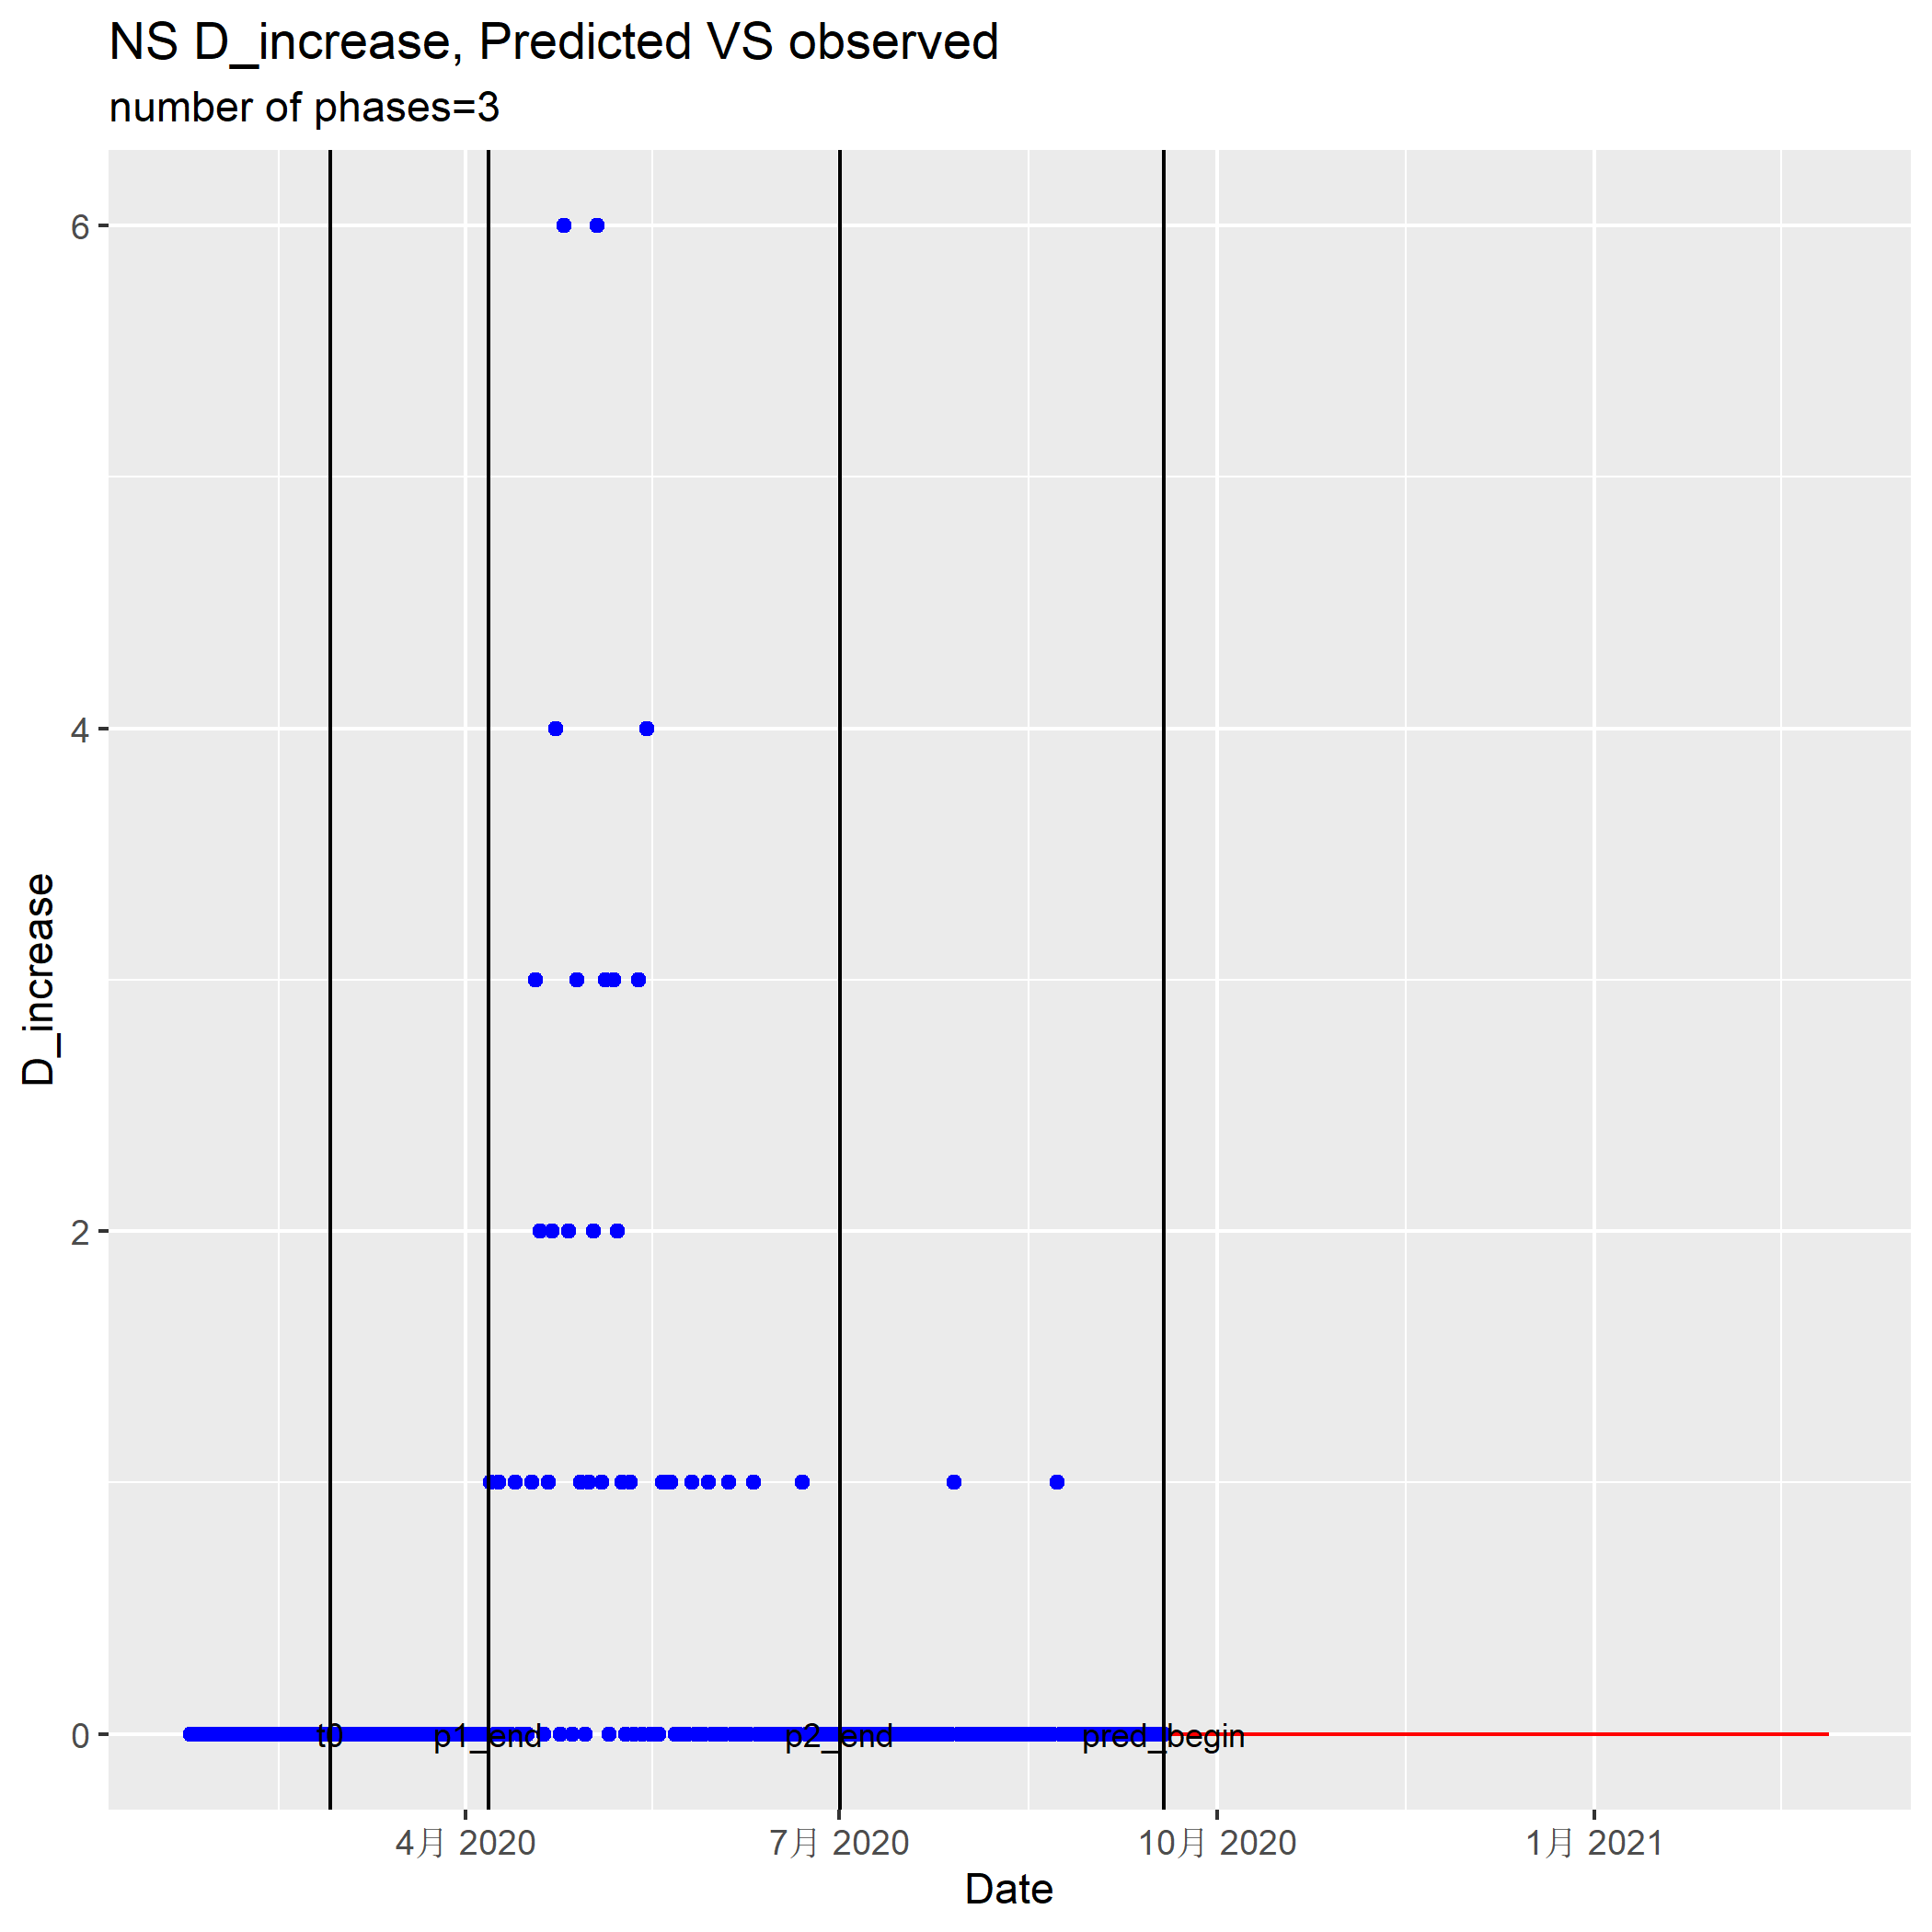 NS D_increase, Predicted VS observed
number of phases=3
6
4
2
0
D_increase
t0
p1_end
p2_end
pred_begin
4月 2020
7月 2020
10月 2020
1月 2021
Date